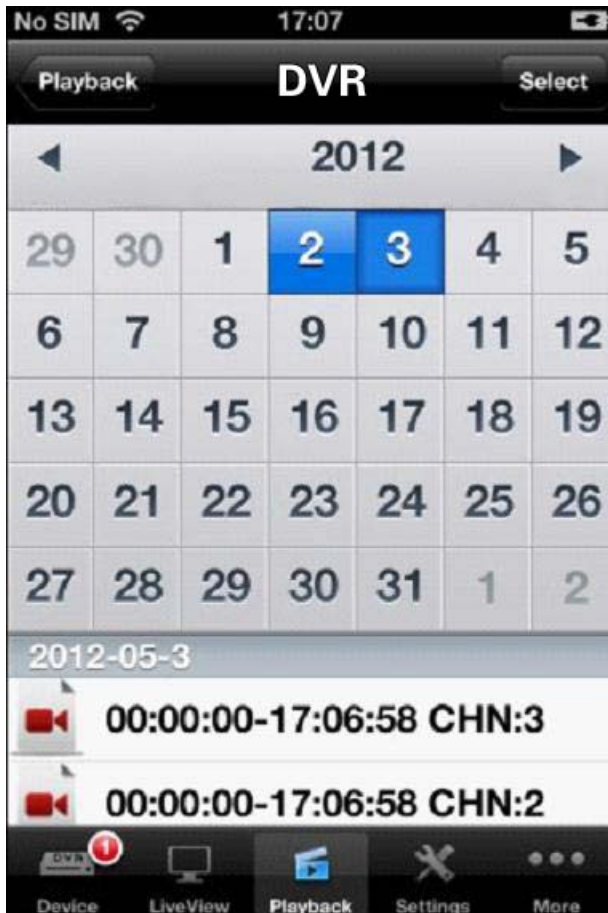 No SIM 17:07
Playback DVR Select
2012
29 30 1 2 3 4 5
6 7 8 9 10 11 12
13 14 15 16 17 18 19
20 21 22 23 24 25 26
27 28 29 30 31 1 2
2012-05-3
00:00:00-17:06:58 CHN:3
00:00:00-17:06:58 CHN:2
DVR 1
Device LiveView Playback Settings More